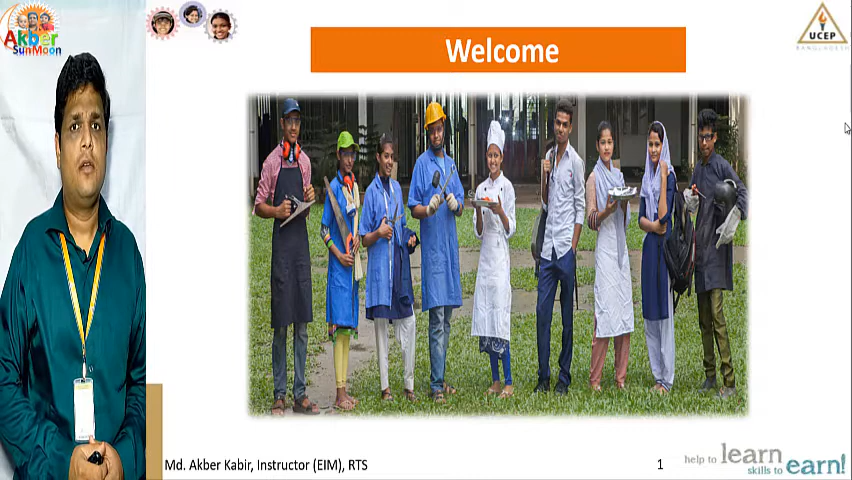 Akber
SunMoon
Welcome
UCEP
BANGLADESH
Md. Akber Kabir, Instructor (EIM), RTS
1
help to learn
skills to earn!